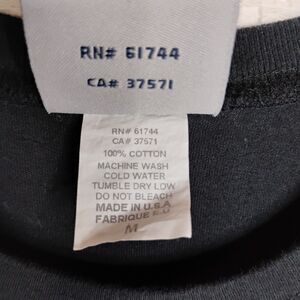 RN# 61744
CA# 37571
RN# 61744
CA# 37571
100% COTTON
MACHINE WASH
COLD WATER
TUMBLE DRY LOW
DO NOT BLEACH
MADE IN U.S.A
FABRIQUE E.U
M